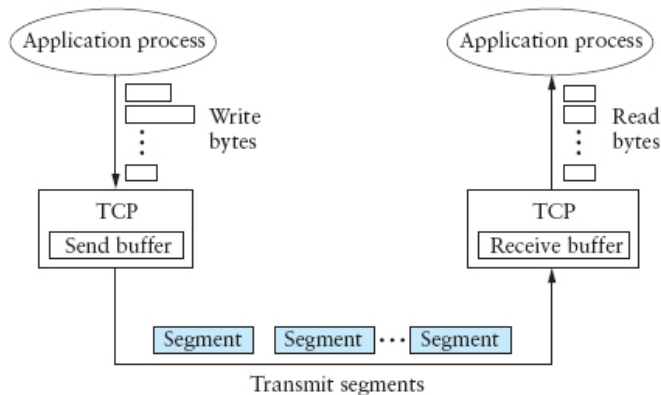 Application process
Application process
Write
bytes
Read
bytes
TCP
Send buffer
TCP
Receive buffer
Segment
Segment
Segment
Transmit segments